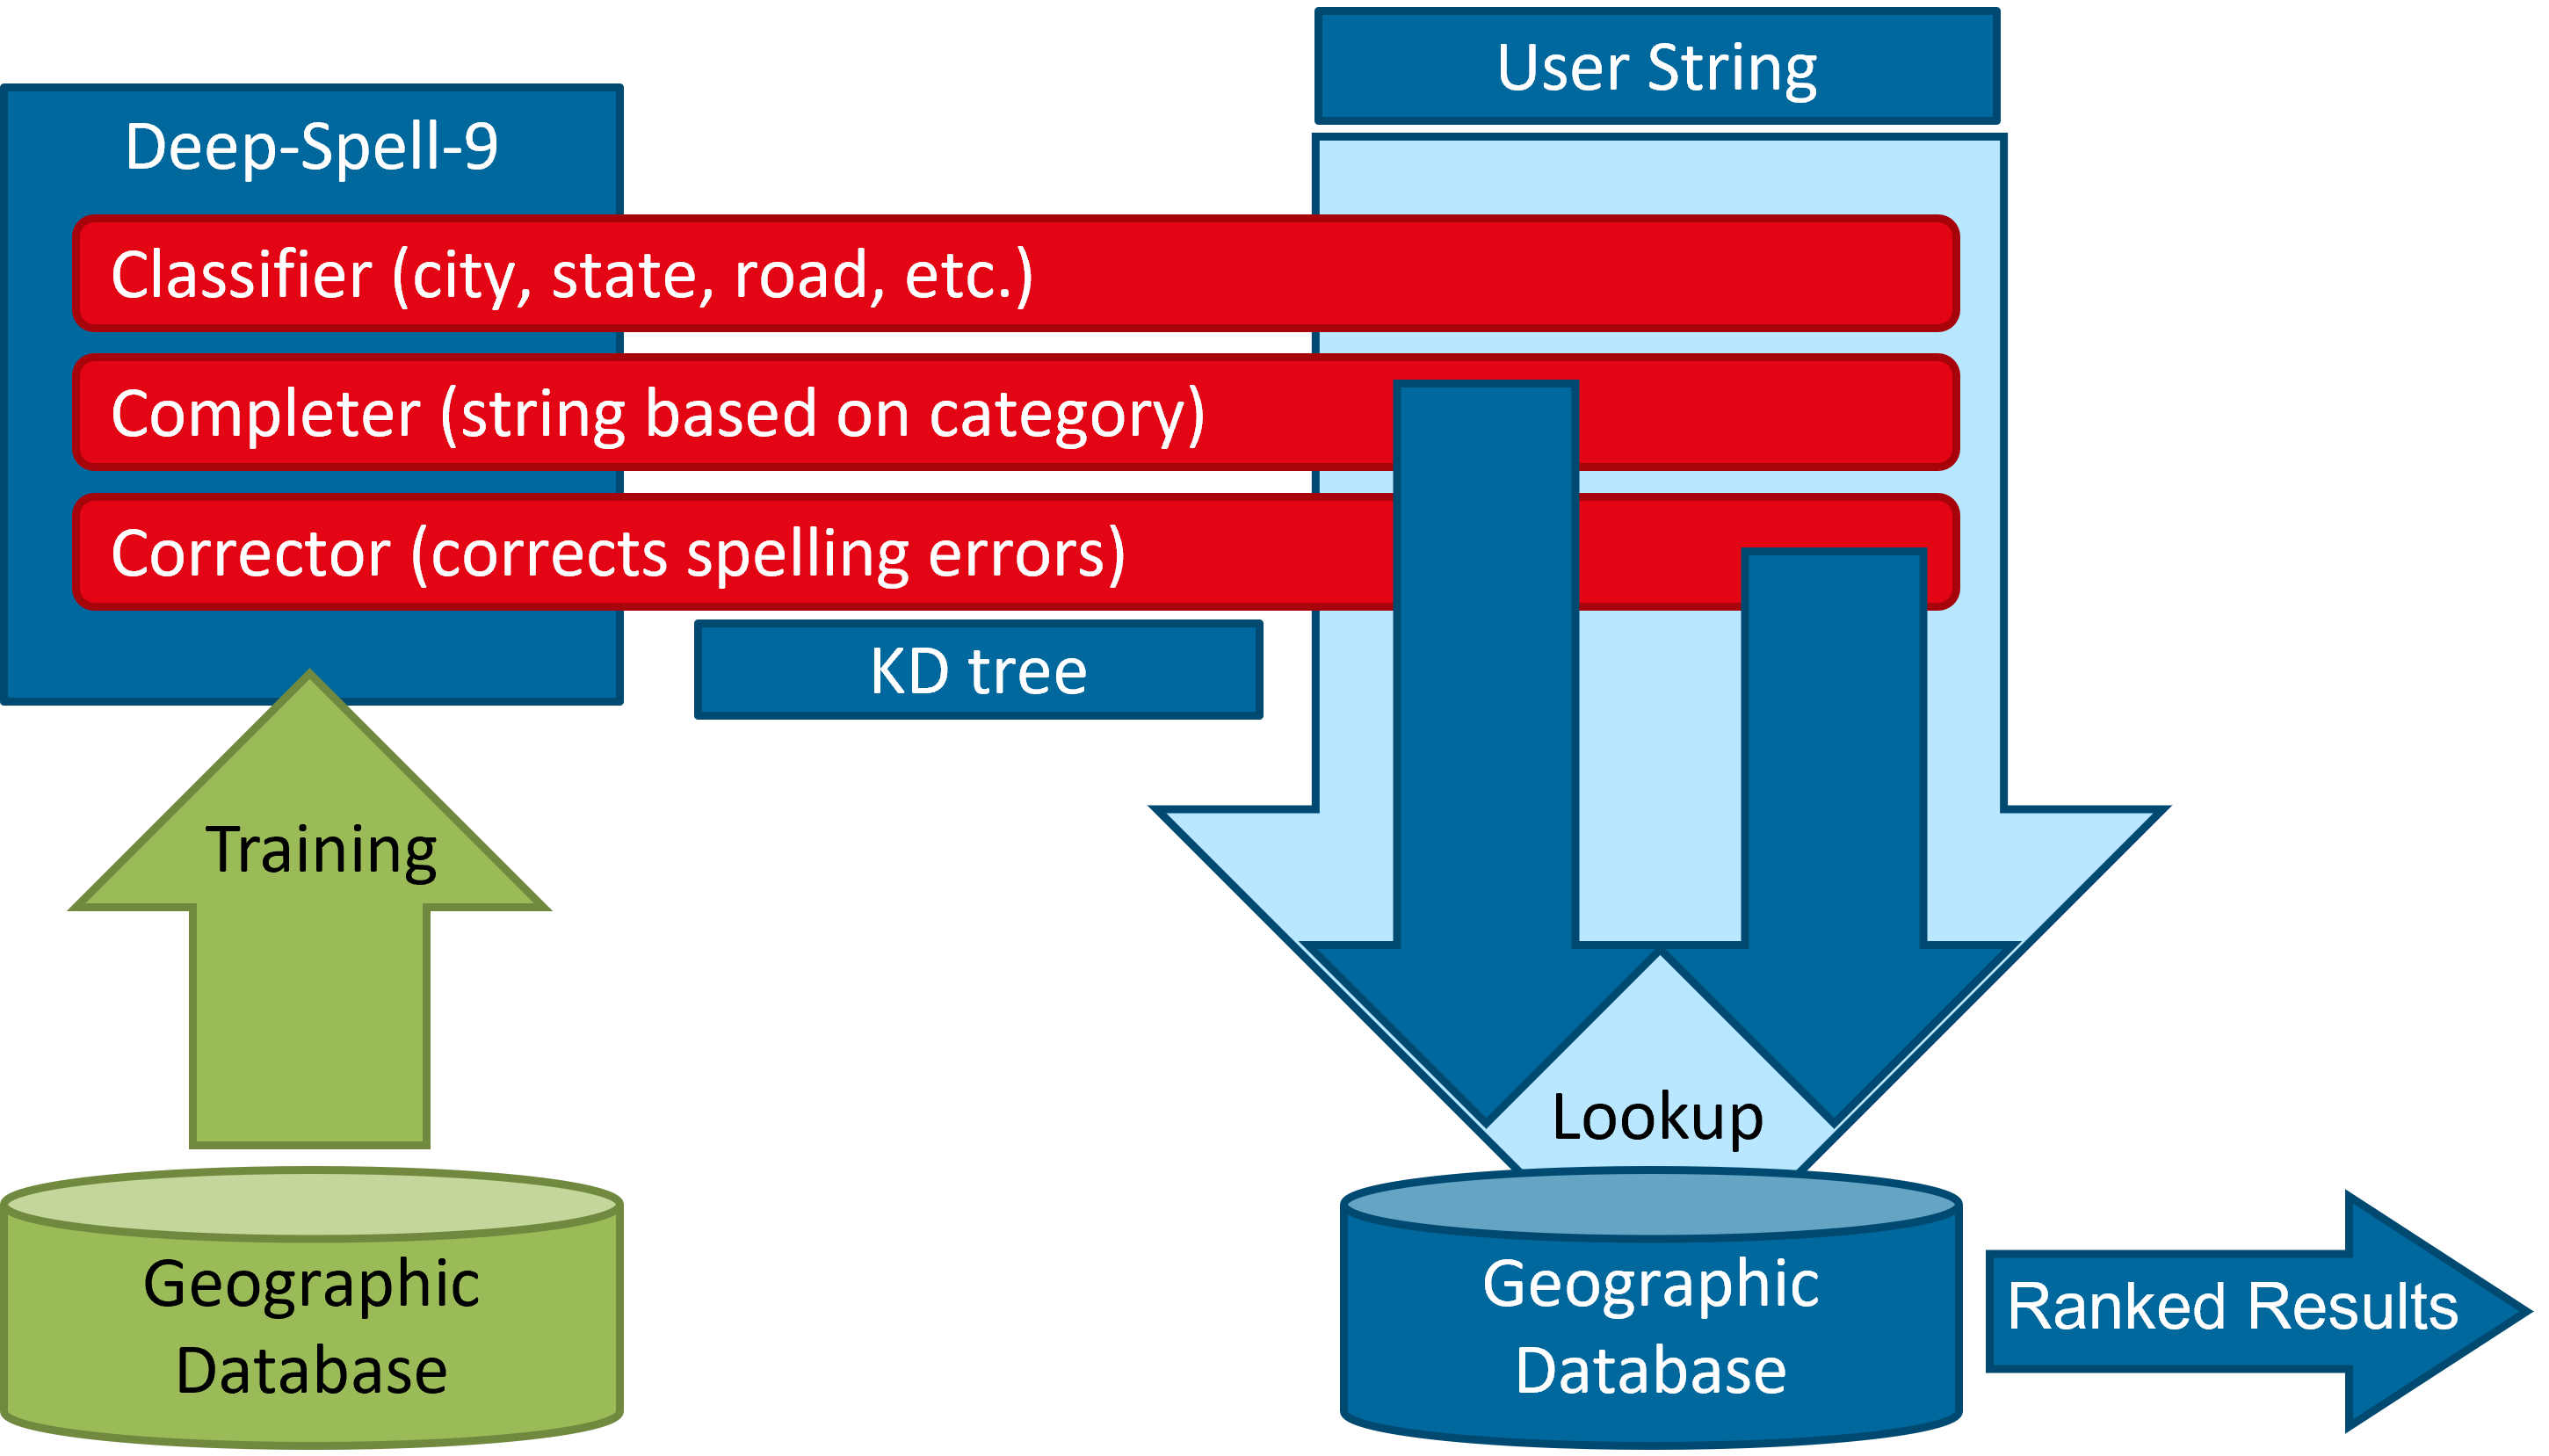 User String
Deep-Spell-9
Classifier (city, state, road, etc.)
Completer (string based on category)
Corrector (corrects spelling errors)
KD tree
Training
Lookup
Geographic
Database
Geographic
Database
Ranked Results